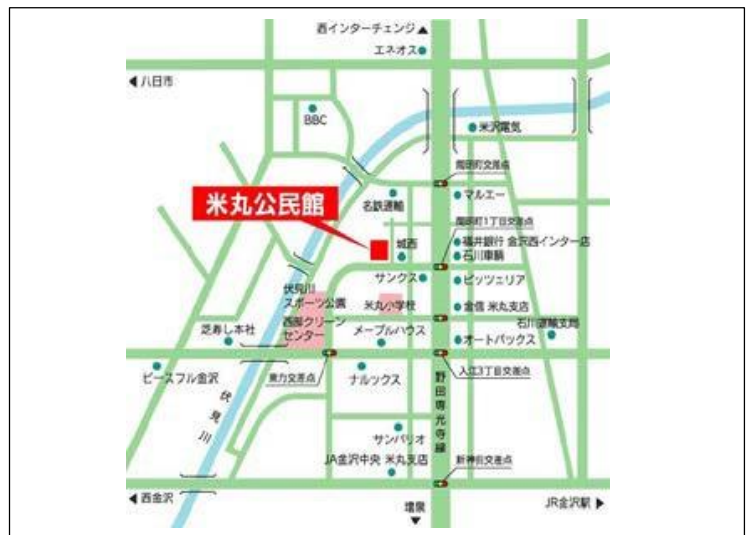 西インターチェンジ▲
エネオス
◀八日市
BBC
米沢電気
間明町交差点
マルエー
名鉄運輸
米丸公民館
間明町1丁目交差点
福井銀行 金沢西インター店
石川車輌
城西
サンクス
ピッツェリア
伏見川
スポーツ公園
米丸小学校
金信 米丸支店
西部クリーン
センター
芝寿し本社
メープルハウス
石川運輸支局
オートバックス
ピースフル金沢
東力交差点
ナルックス
入江3丁目交差点
伏見川
野田専光寺線
サンバリオ
JA金沢中央 米丸支店
新神田交差点
◀西金沢
増泉
▼
JR金沢駅▶